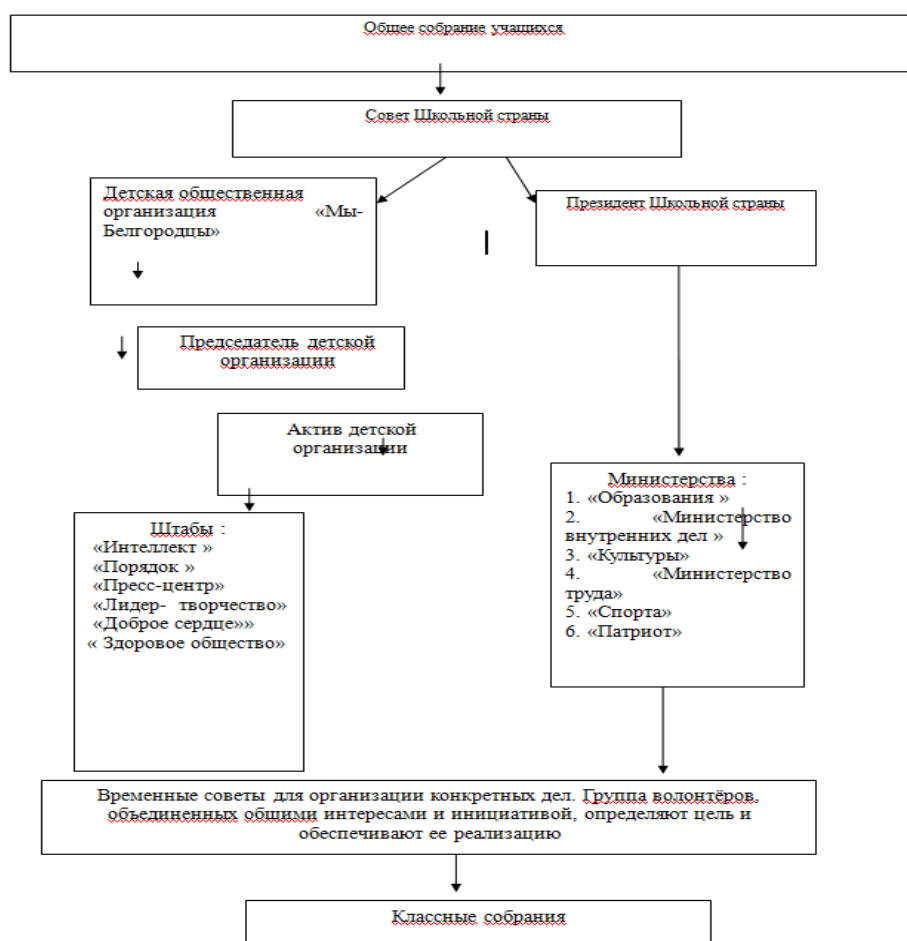 Общее собрание учащихся
Совет Школьной страны
Детская общественная
организация «Мы-
Белгородцы»
Президент Школьной страны
Председатель детской
организации
Актив детской
организации
Штабы :
«Интеллект »
«Порядок »
«Пресс-центр»
«Лидер- творчество»
«Доброе сердце»»
« Здоровое общество»
Министерства :
1. «Образования »
2. «Министерство
внутренних дел »
3. «Культуры»
4. «Министерство
труда»
5. «Спорта»
6. «Патриот»
Временные советы для организации конкретных дел. Группа волонтёров,
объединенных общими интересами и инициативой, определяют цель и
обеспечивают ее реализацию
Классные собрания